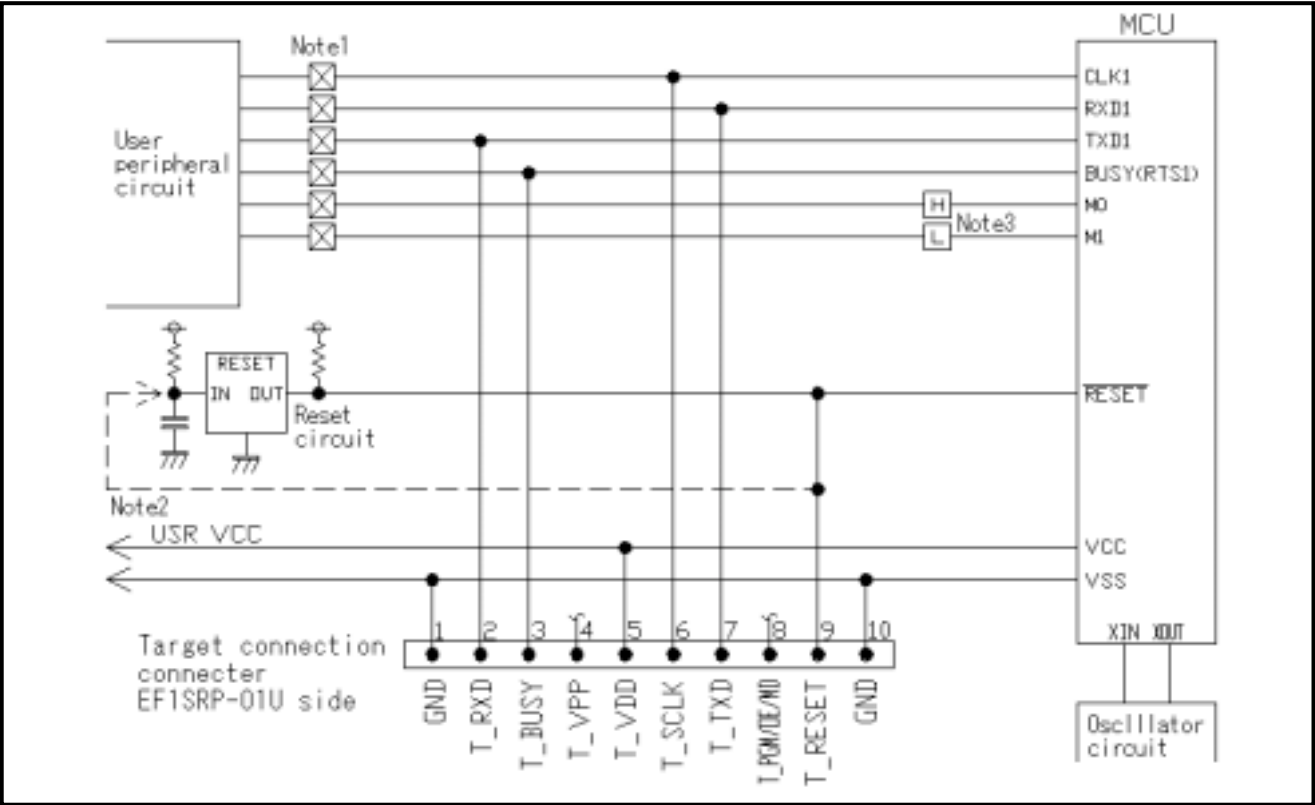 MCU
Note1
CLK1
RXD1
User
peripheral
circuit
TXD1
BUSY(RTS1)
H
Note3
M0
L
M1
RESET
IN OUT
Reset
circuit
RESET
Note2
USR VCC
VCC
VSS
XIN XOUT
Target connection
connecter
EF1SRP-01U side
1 2 3 4 5 6 7 8 9 10
GND
T_RXD
T_BUSY
T_VPP
T_VDD
T_SCLK
T_TXD
T_PGM/OE/MD
T_RESET
GND
Oscillator
circuit